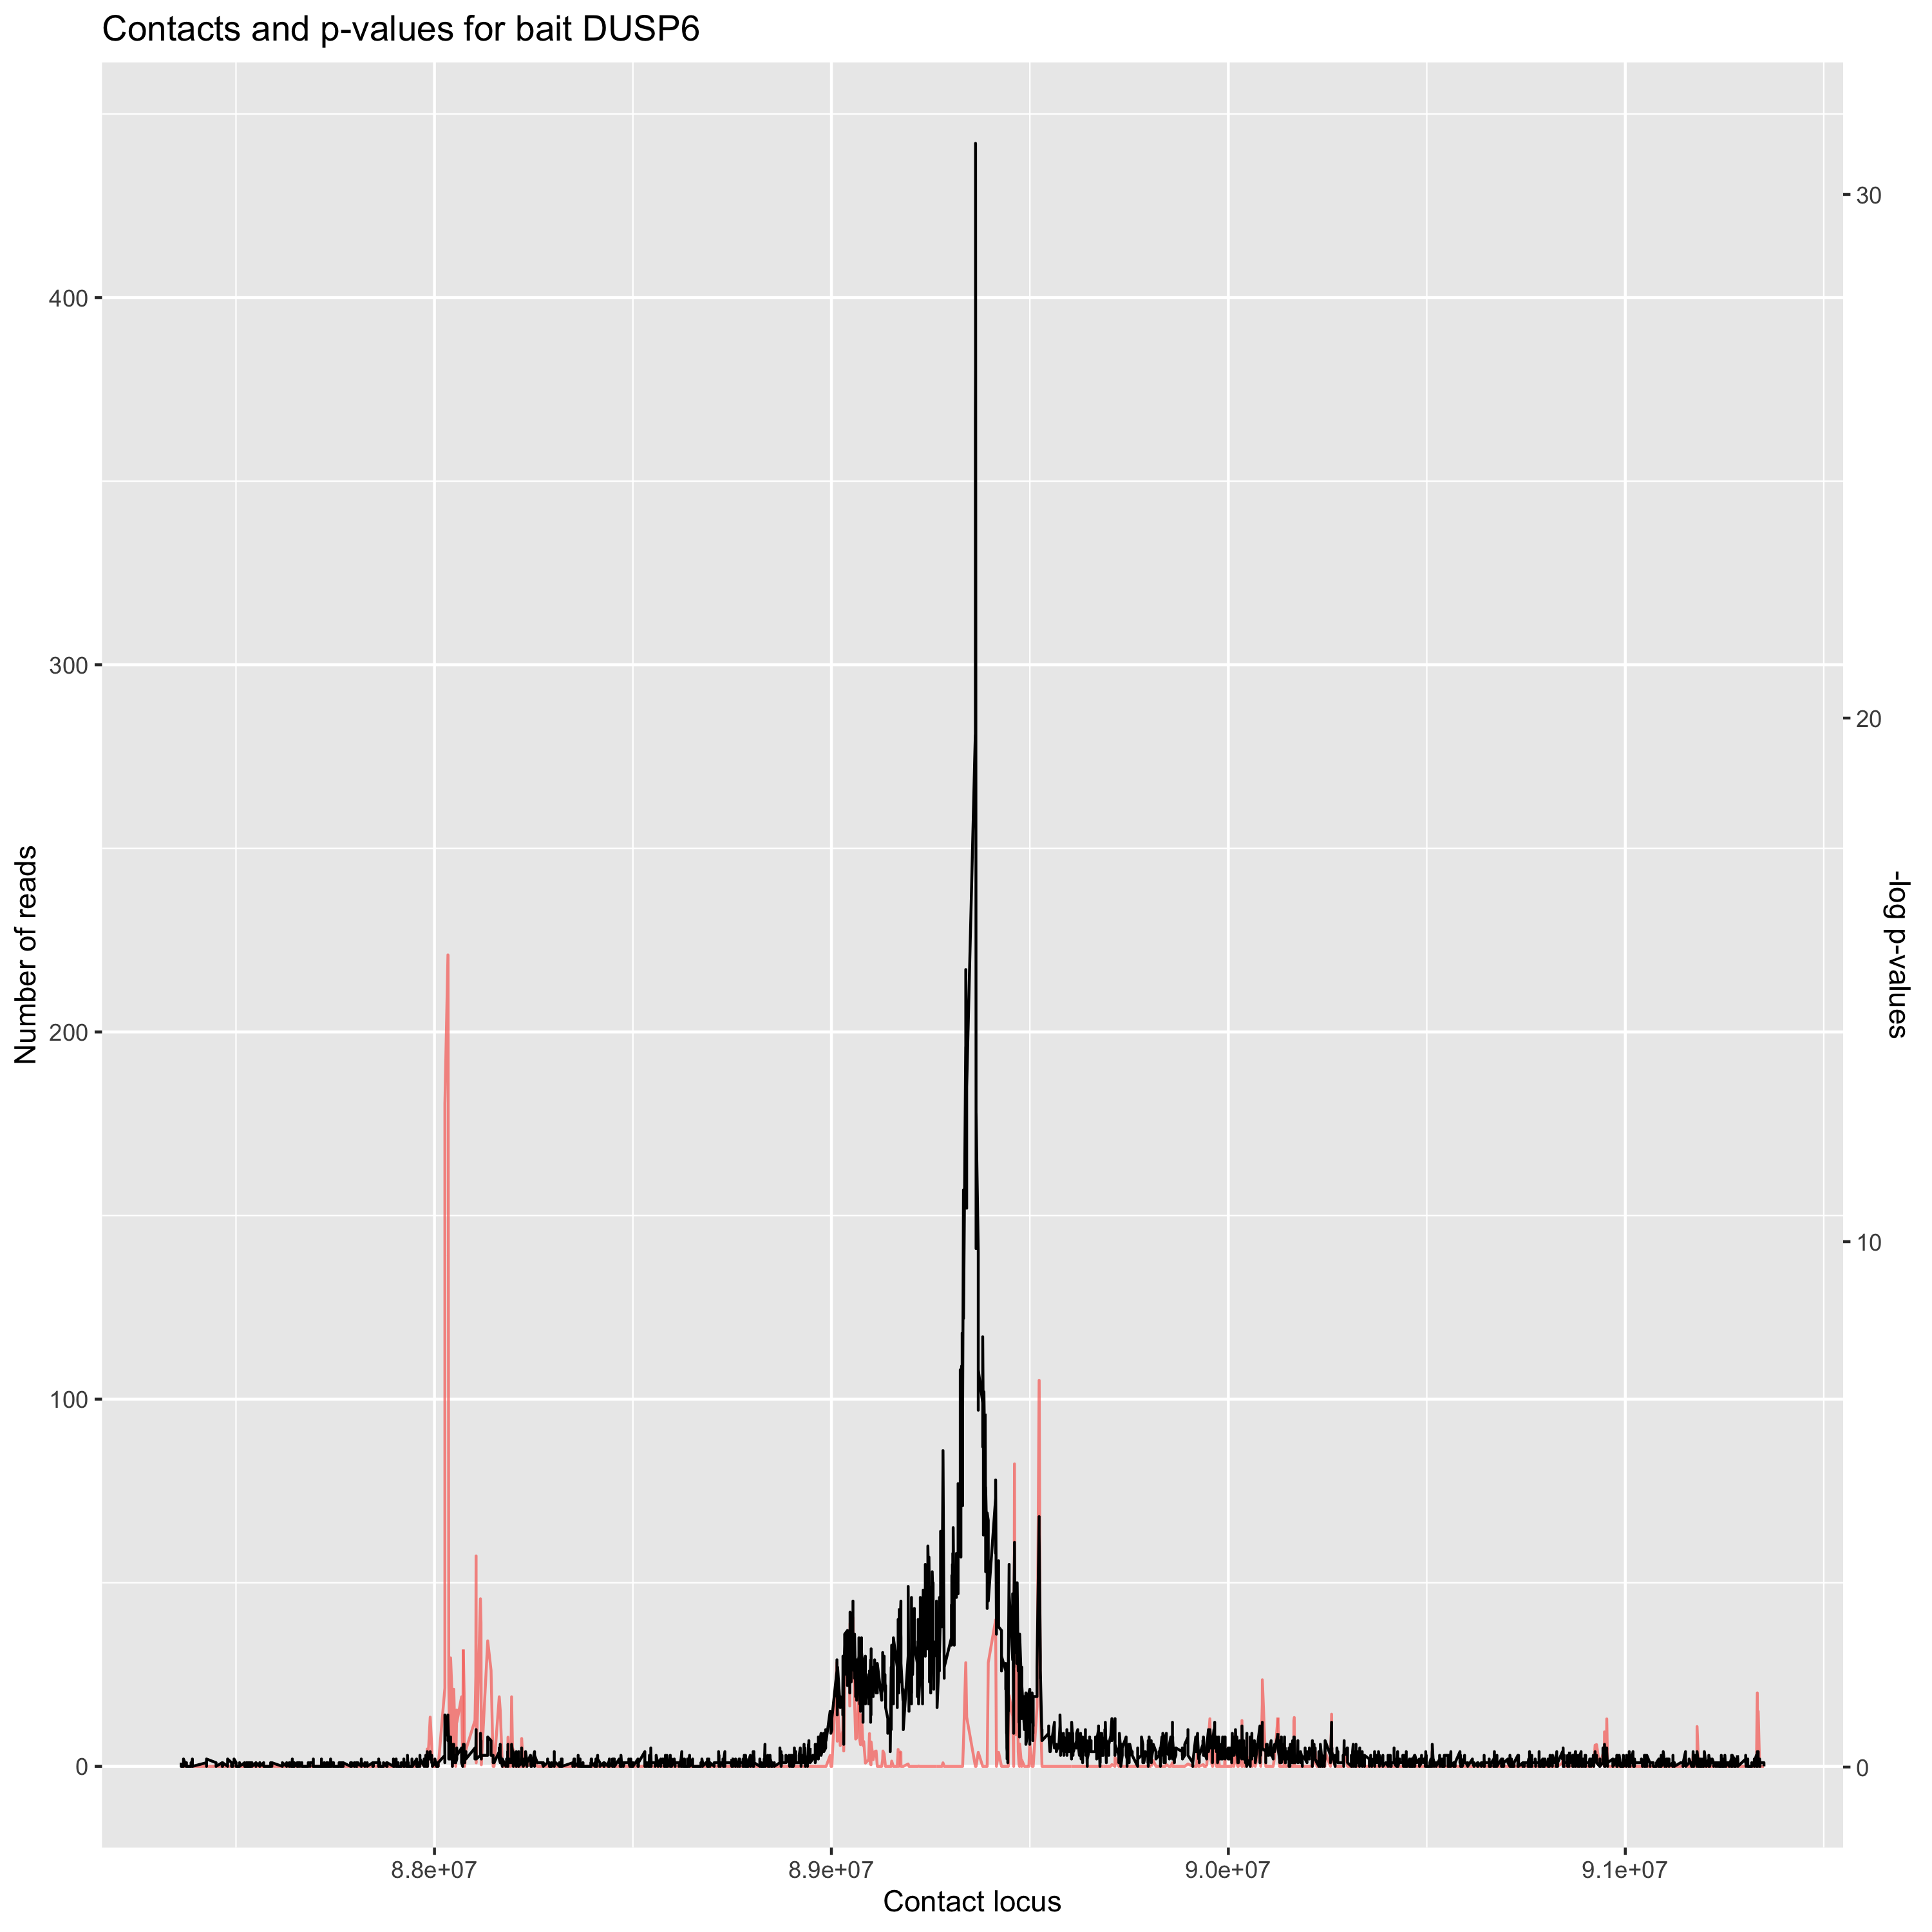 Contacts and p-values for bait DUSP6
400
300
200
100
0
Number of reads
30
20
10
0
-log p-values
8.8e+07
8.9e+07
9.0e+07
9.1e+07
Contact locus